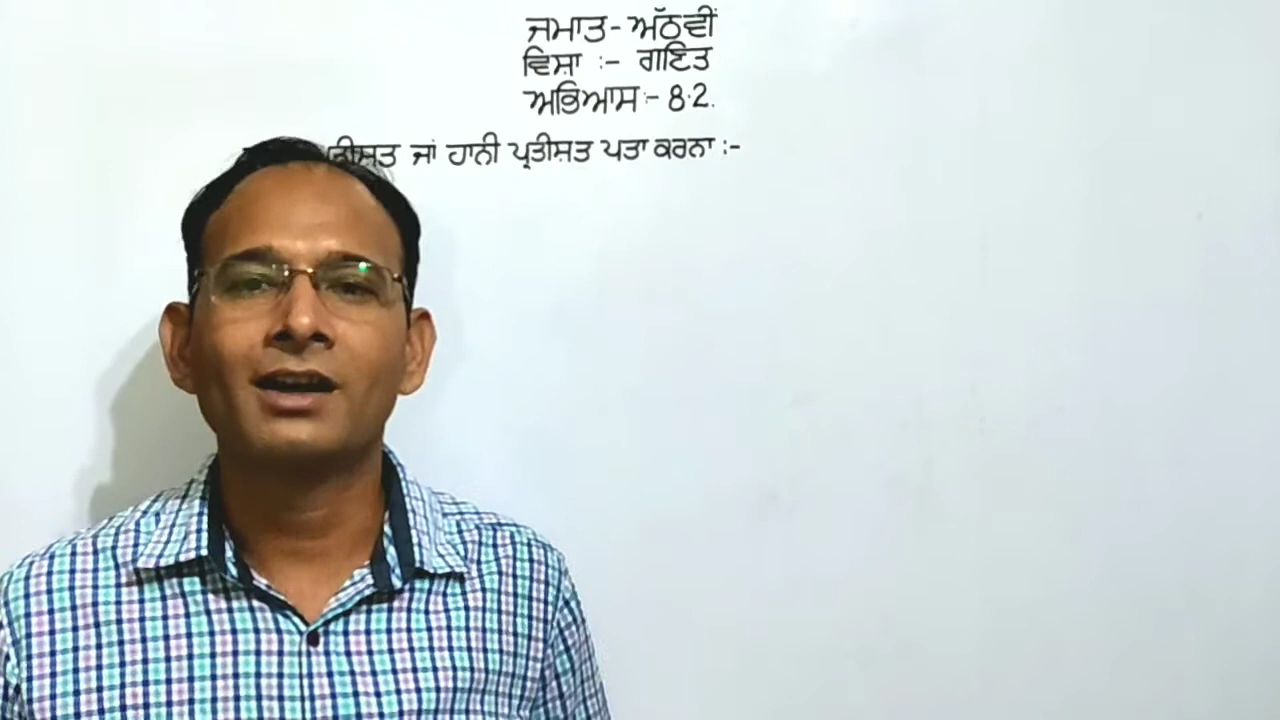 ਜਮਾਤ- ਅੱਠਵੀਂ
ਵਿਸ਼ਾ :- ਗਣਿਤ
ਅਭਿਆਸ :- 8.2.
ਜਾਂ ਹਾਨੀ ਪ੍ਰਤੀਸ਼ਤ ਪਤਾ ਕਰਨਾ :-